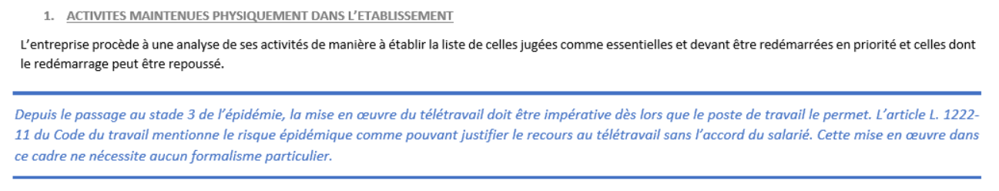 1. ACTIVITES MAINTENUES PHYSIQUEMENT DANS L’ETABLISSEMENT
L’entreprise procède à une analyse de ses activités de manière à établir la liste de celles jugées comme essentielles et devant être redémarrées en priorité et celles dont
le redémarrage peut être repoussé.
Depuis le passage au stade 3 de l’épidémie, la mise en œuvre du télétravail doit être impérative dès lors que le poste de travail le permet. L’article L. 1222-
11 du Code du travail mentionne le risque épidémique comme pouvant justifier le recours au télétravail sans l’accord du salarié. Cette mise en œuvre dans
ce cadre ne nécessite aucun formalisme particulier.